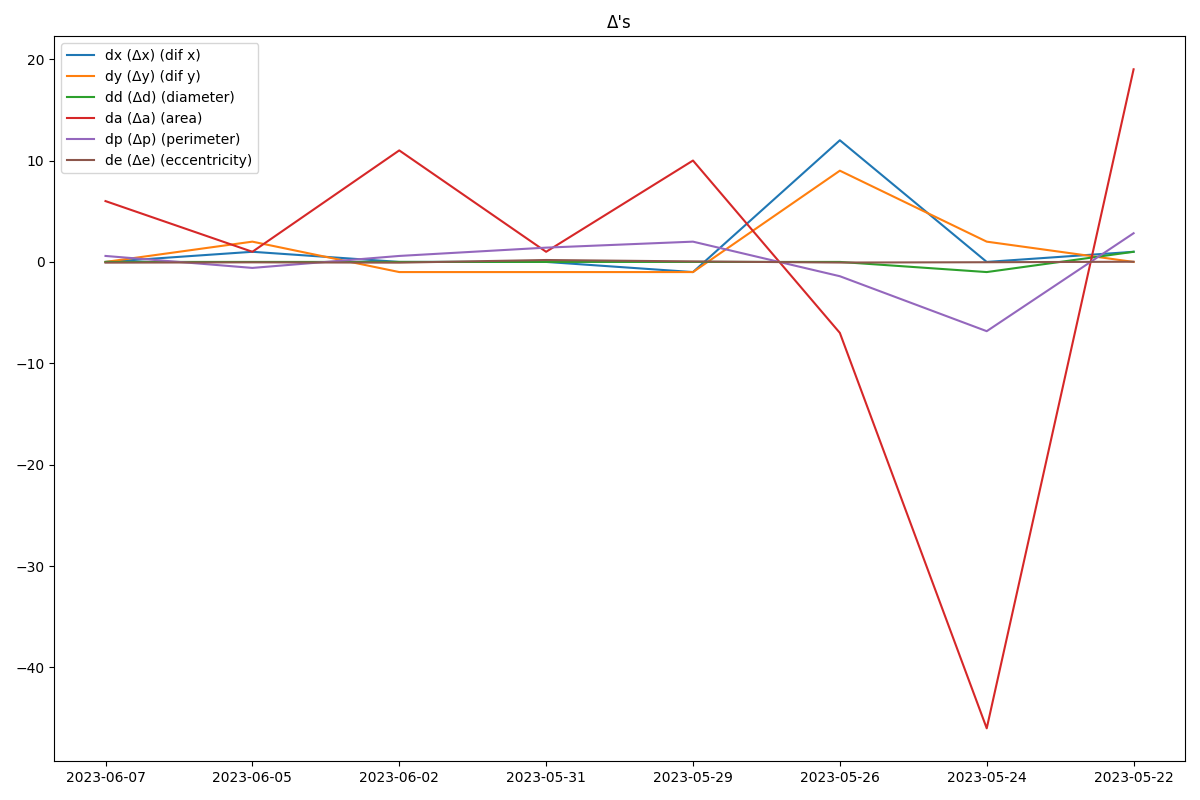 Δ's
dx (Δx) (dif x)
dy (Δy) (dif y)
dd (Δd) (diameter)
da (Δa) (area)
dp (Δp) (perimeter)
de (Δe) (eccentricity)
20
10
0
−10
−20
−30
−40
2023-06-07 2023-06-05 2023-06-02 2023-05-31 2023-05-29 2023-05-26 2023-05-24 2023-05-22